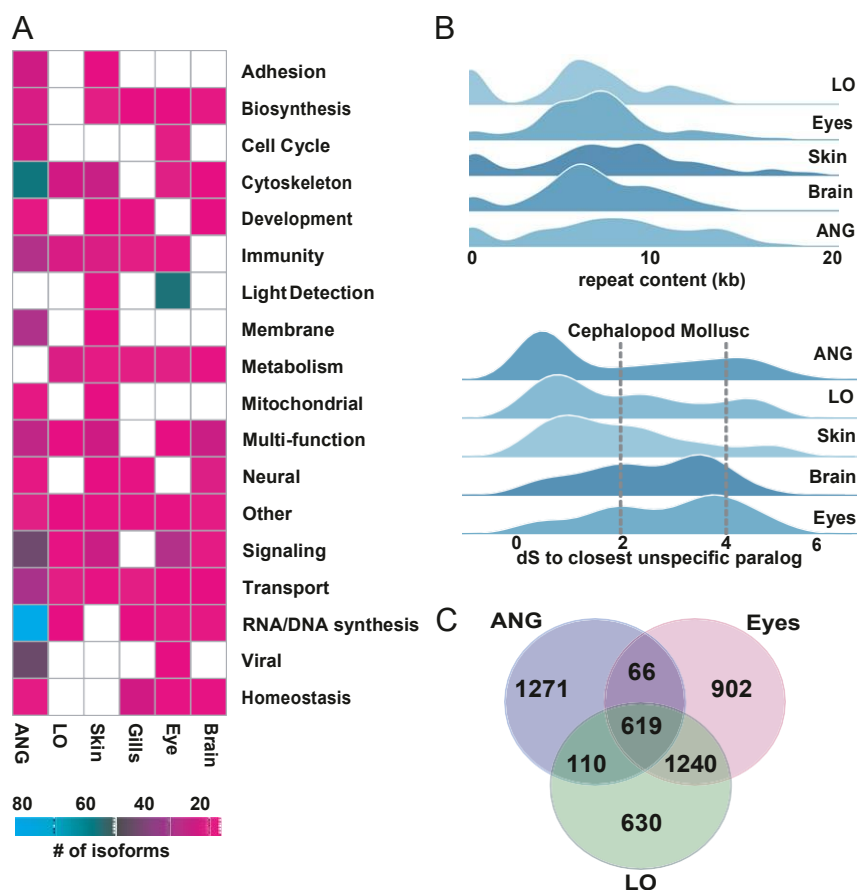 A
Adhesion
Biosynthesis
Cell Cycle
Cytoskeleton
Development
Immunity
Light Detection
Membrane
Metabolism
Mitochondrial
Multi-function
Neural
Other
Signaling
Transport
RNA/DNA synthesis
Viral
Homeostasis
ANG
LO
Skin
Gills
Eye
Brain
80 60 40 20
# of isoforms
B
LO
Eyes
Skin
Brain
ANG
0 10 20
repeat content (kb)
Cephalopod Mollusc
ANG
LO
Skin
Brain
Eyes
0 2 4 6
dS to closest unspecific paralog
C
ANG
Eyes
1271
66
902
619
110
1240
630
LO